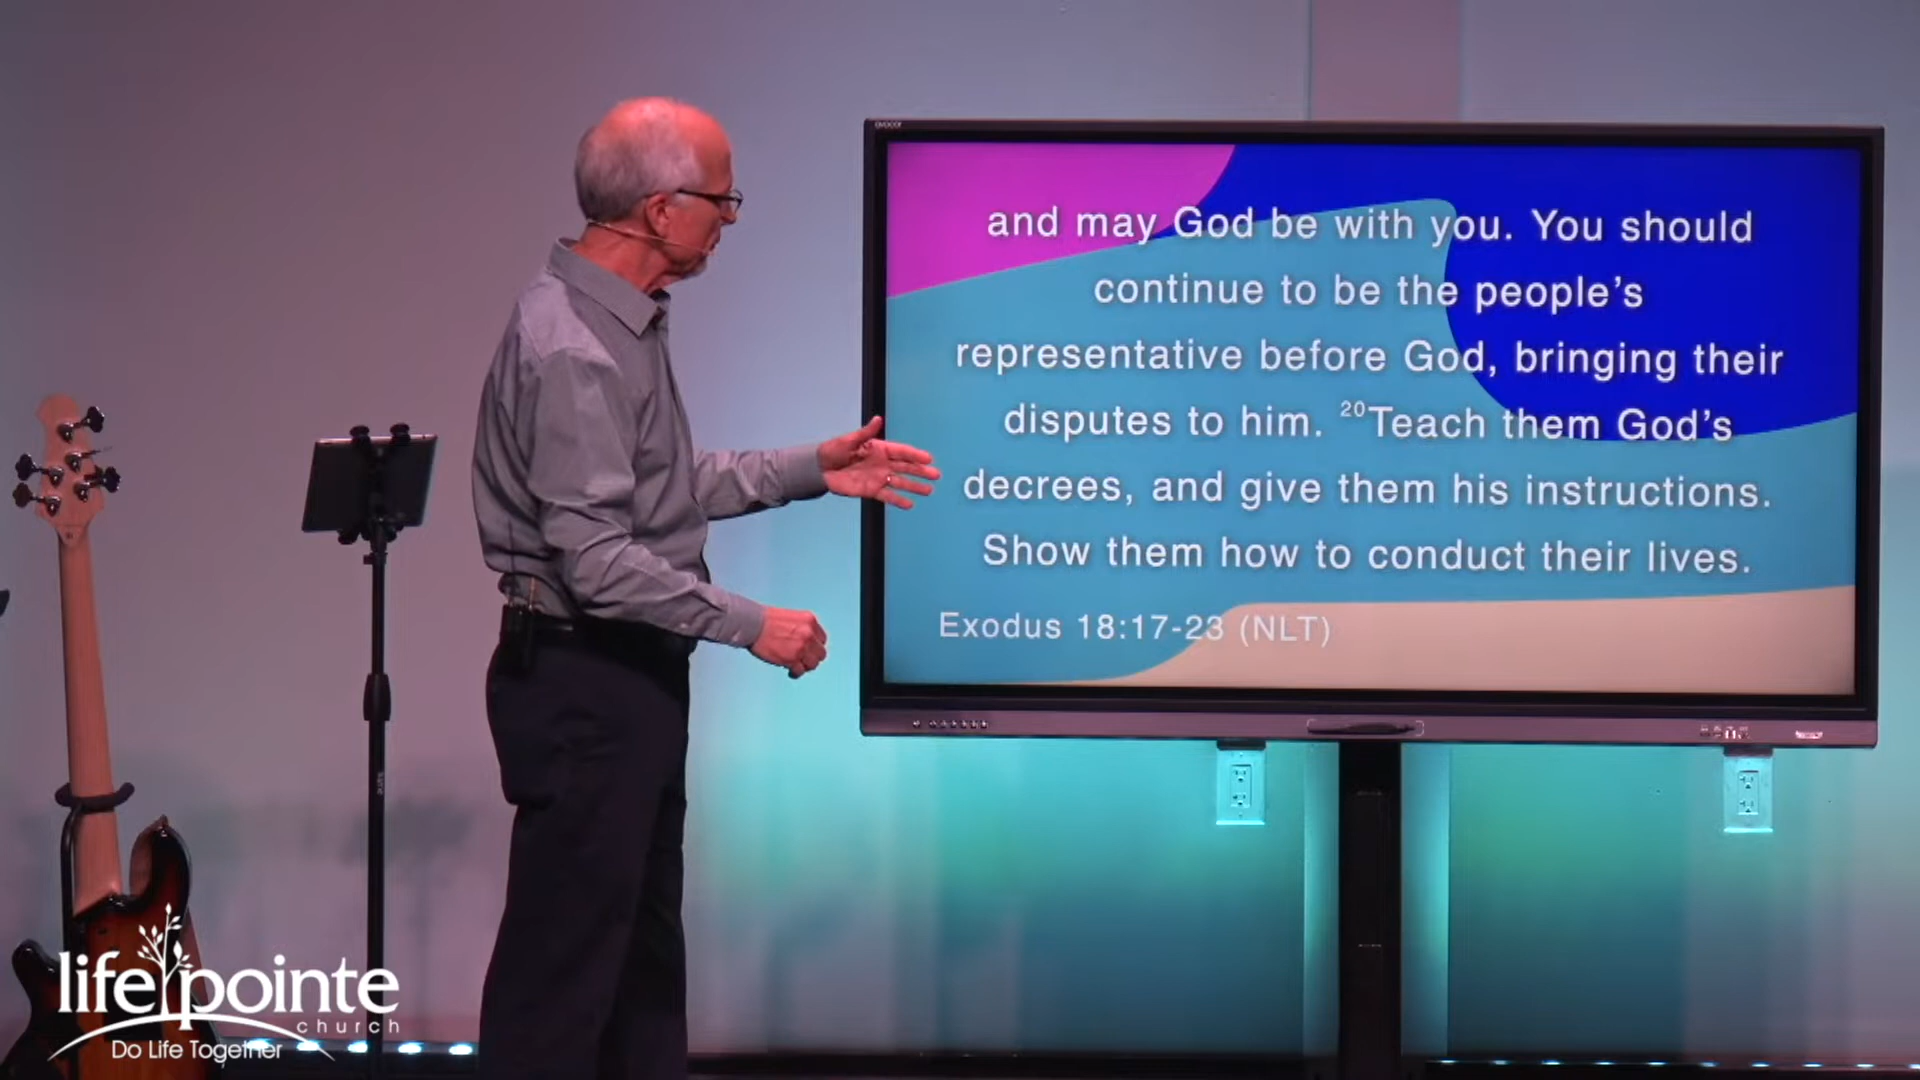 and may God be with you. You should
continue to be the people's
representative before God, bringing their
disputes to him. ²⁰Teach them God's
decrees, and give them his instructions.
Show them how to conduct their lives.
Exodus 18:17-23 (NLT)
life pointe
church
Do Life Together